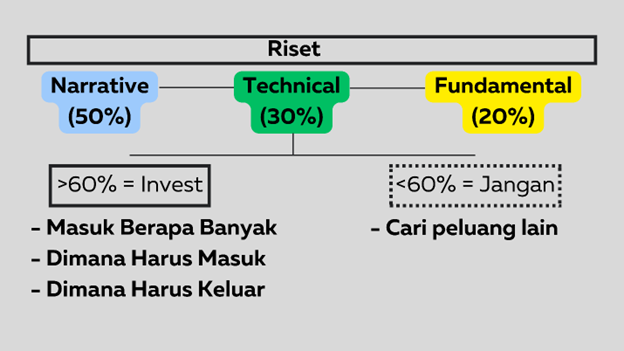 Riset
Narrative
(50%)
Technical
(30%)
Fundamental
(20%)
>60% = Invest
<60% = Jangan
- Masuk Berapa Banyak
- Dimana Harus Masuk
- Dimana Harus Keluar
- Cari peluang lain